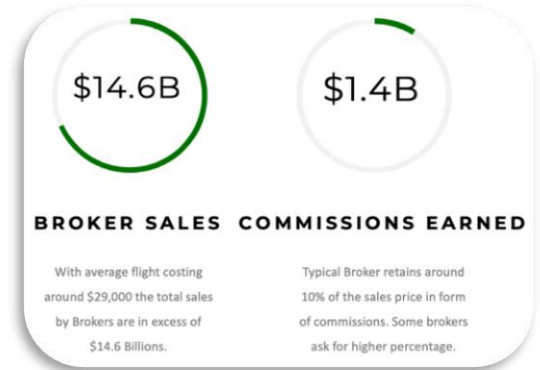 $14.6B
$1.4B
BROKER SALES
COMMISSIONS EARNED
With average flight costing
around $29,000 the total sales
by Brokers are in excess of
$14.6 Billions.
Typical Broker retains around
10% of the sales price in form
of commissions. Some brokers
ask for higher percentage.